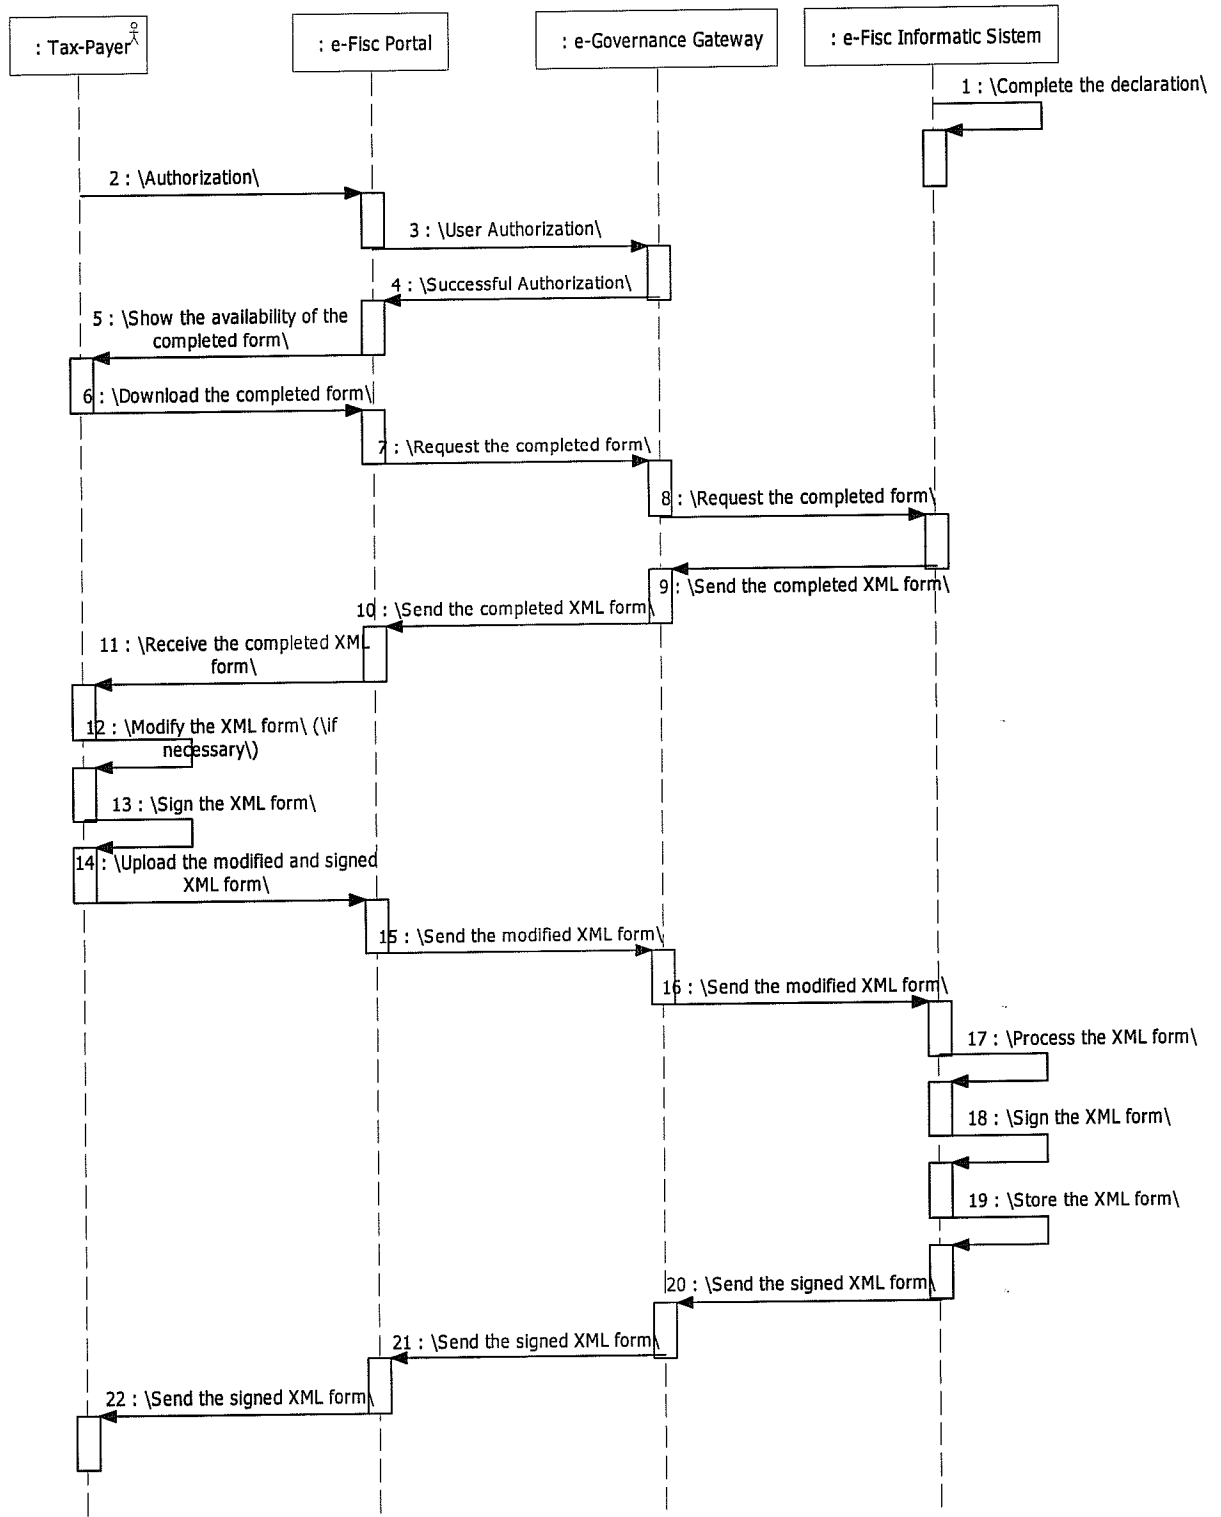 : Tax-Payer
: e-Fisc Portal
: e-Governance Gateway
: e-Fisc Informatic Sistem
1 : \Complete the declaration\
2 : \Authorization\
3 : \User Authorization\
4 : \Successful Authorization\
5 : \Show the availability of the
completed form\
6 : \Download the completed form\
7 : \Request the completed form\
8 : \Request the completed form\
9 : \Send the completed XML form\
10 : \Send the completed XML form\
11 : \Receive the completed XML
form\
12 : \Modify the XML form\ (\if
necessary\)
13 : \Sign the XML form\
14 : \Upload the modified and signed
XML form\
15 : \Send the modified XML form\
16 : \Send the modified XML form\
17 : \Process the XML form\
18 : \Sign the XML form\
19 : \Store the XML form\
20 : \Send the signed XML form\
21 : \Send the signed XML form\
22 : \Send the signed XML form\